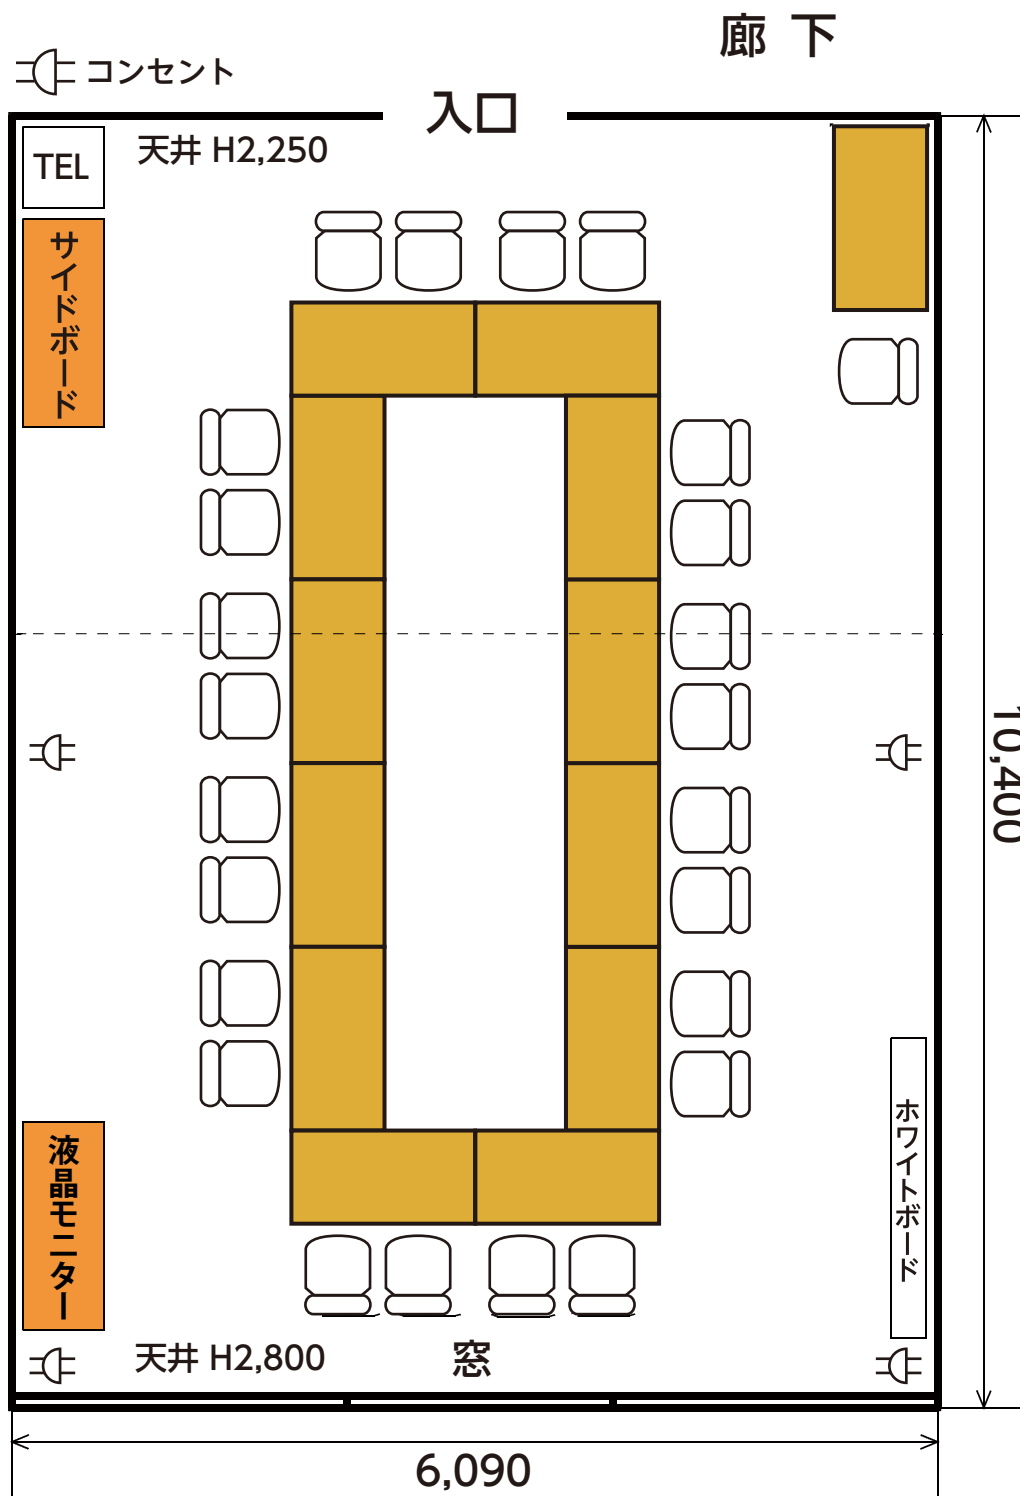 廊下
コンセント
入口
TEL
天井 H2,250
サイドボード
10,400
液晶モニター
ホワイトボード
天井 H2,800
窓
6,090